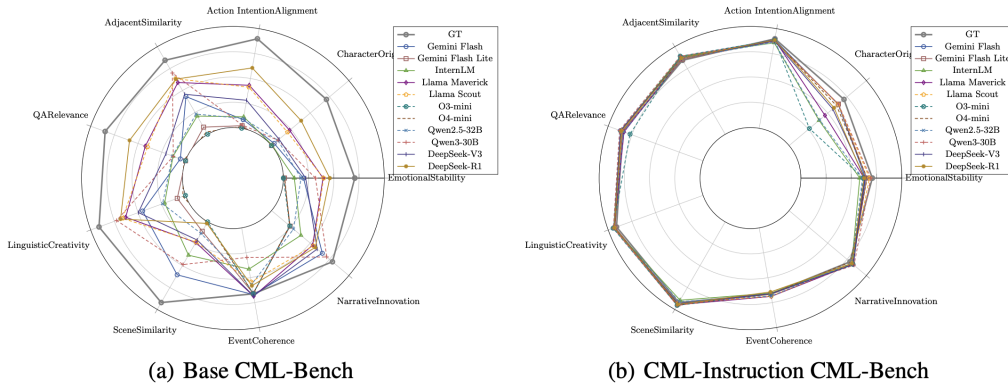 Action IntentionAlignment
AdjacentSimilarity
QARelevance
LinguisticCreativity
SceneSimilarity
EventCoherence
NarrativeInnovation
EmotionalStability
GT
Gemini Flash
Gemini Flash Lite
InternLM
Llama Maverick
Llama Scout
O3-mini
O4-mini
Qwen2.5-32B
Qwen3-30B
DeepSeek-V3
DeepSeek-R1
(a) Base CML-Bench
Action IntentionAlignment
AdjacentSimilarity
QARelevance
LinguisticCreativity
SceneSimilarity
EventCoherence
NarrativeInnovation
EmotionalStability
GT
Gemini Flash
Gemini Flash Lite
InternLM
Llama Maverick
Llama Scout
O3-mini
O4-mini
Qwen2.5-32B
Qwen3-30B
DeepSeek-V3
DeepSeek-R1
(b) CML-Instruction CML-Bench